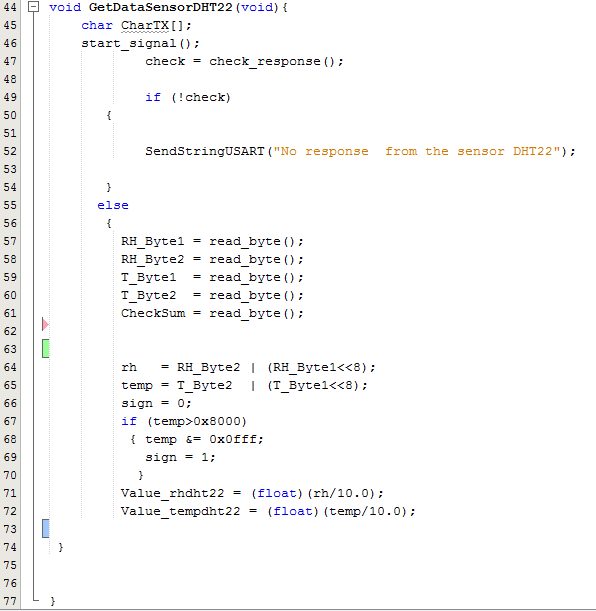 44 void GetDataSensorDHT22(void){
45     char CharTX[];
46     start_signal();
47             check = check_response();
48
49             if (!check)
50        {
51
52             SendStringUSART("No response  from the sensor DHT22");
53
54        }
55       else
56        {
57          RH_Byte1 = read_byte();
58          RH_Byte2 = read_byte();
59          T_Byte1  = read_byte();
60          T_Byte2  = read_byte();
61          CheckSum = read_byte();
62
63
64          rh   = RH_Byte2 | (RH_Byte1<<8);
65          temp = T_Byte2  | (T_Byte1<<8);
66          sign = 0;
67          if (temp>0x8000)
68           { temp &= 0x0fff;
69             sign = 1;
70            }
71          Value_rhdht22 = (float)(rh/10.0);
72          Value_tempdht22 = (float)(temp/10.0);
73
74  }
75
76
77 }